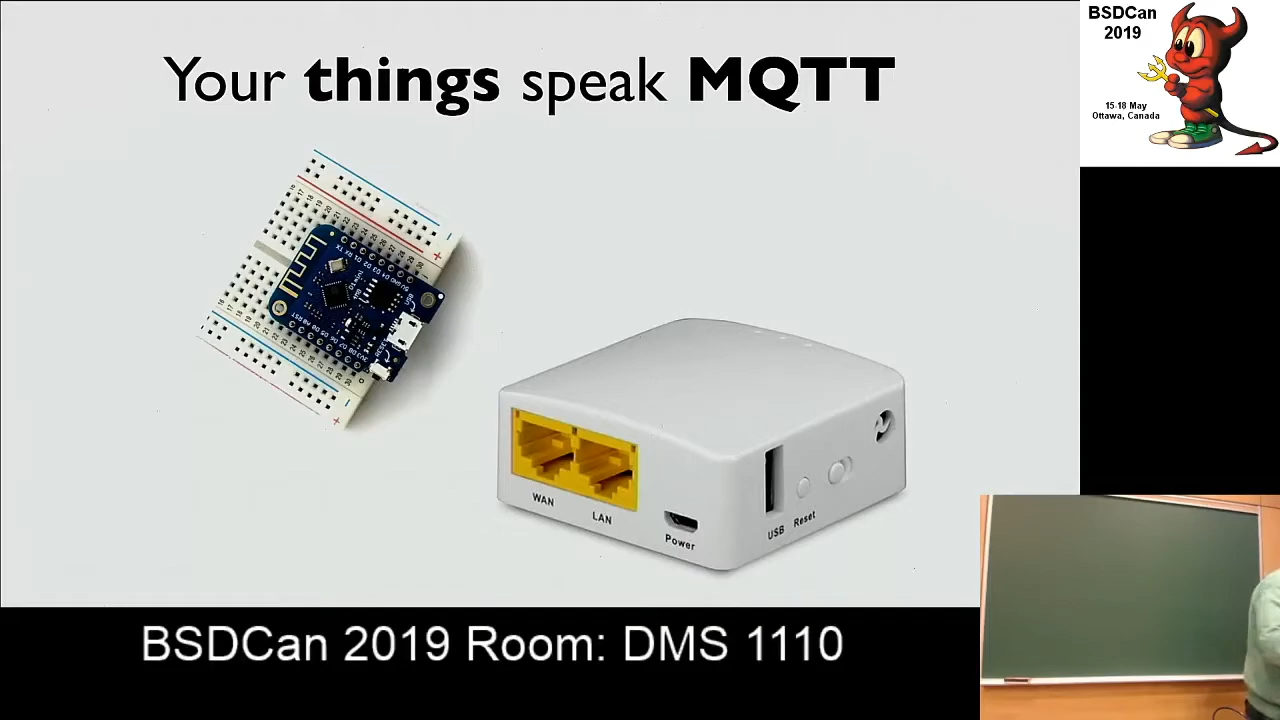 Your things speak MQTT
BSDCan
2019
15-18 May
Ottawa, Canada
WAN
LAN
Power
USB
Reset
BSDCan 2019 Room: DMS 1110